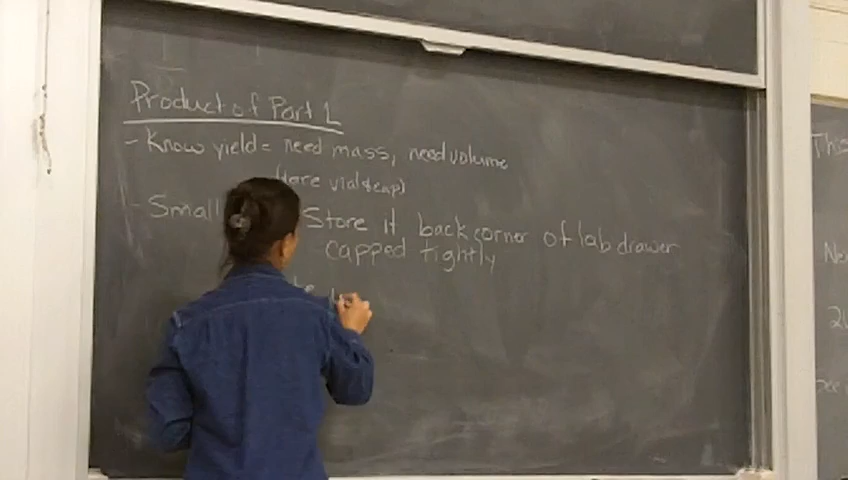 Product of Part 1
- Know yield = need mass, need volume
(tare vial & cap)
- Small Store it back corner of lab drawer
capped tightly
This